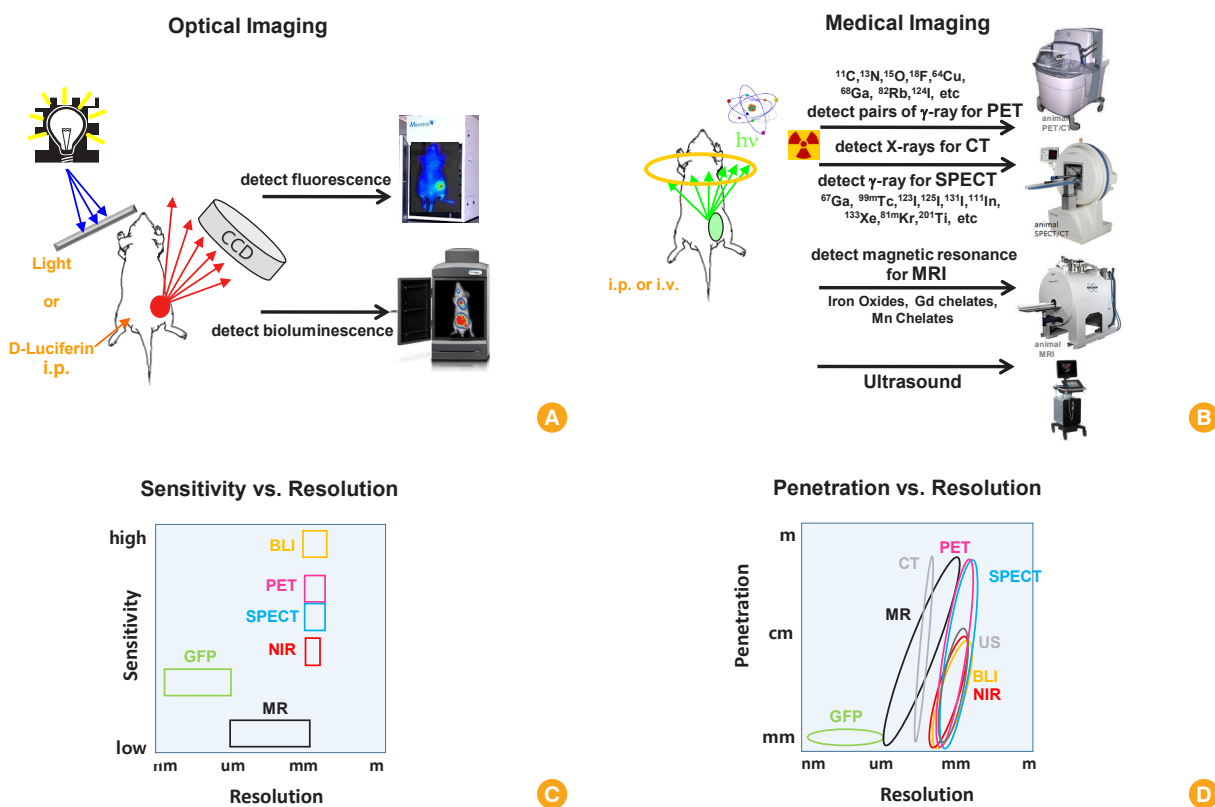 Optical Imaging
Maestro
detect fluorescence
CCD
Light
or
D-Luciferin
i.p.
detect bioluminescence
A
Medical Imaging
¹¹C,¹³N,¹⁵O,¹⁸F,⁶⁴Cu,
⁶⁸Ga, ⁸²Rb,¹²⁴I, etc
detect pairs of γ-ray for PET
animal
PET/CT
hν
detect X-rays for CT
detect γ-ray for SPECT
⁶⁷Ga, ⁹⁹ᵐTc,¹²³I,¹²⁵I,¹³¹I,¹¹¹In,
¹³³Xe,⁸¹ᵐKr,²⁰¹Ti, etc
animal
SPECT/CT
i.p. or i.v.
detect magnetic resonance
for MRI
Iron Oxides, Gd chelates,
Mn Chelates
animal
MRI
Ultrasound
B
Sensitivity vs. Resolution
high
Sensitivity
low
BLI
PET
SPECT
NIR
GFP
MR
nm um mm m
Resolution
C
Penetration vs. Resolution
m
Penetration
cm
mm
PET
CT
SPECT
MR
US
BLI
NIR
GFP
nm um mm m
Resolution
D